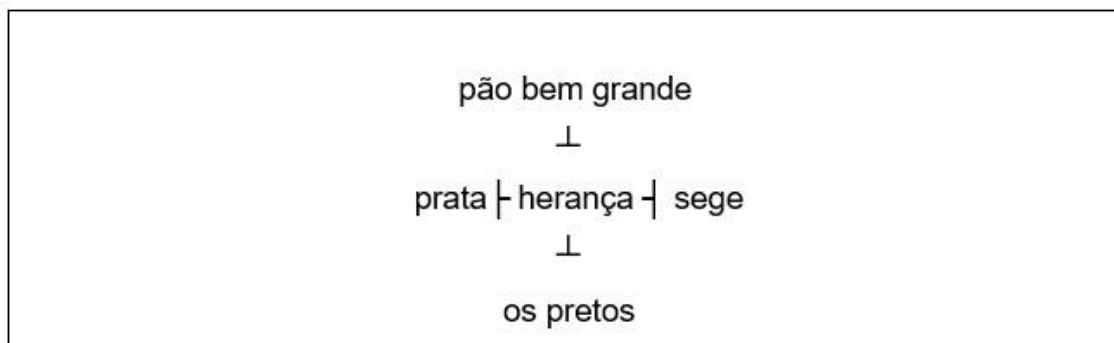 pão bem grande
⊥
prata ├ herança ┤ sege
⊥
os pretos